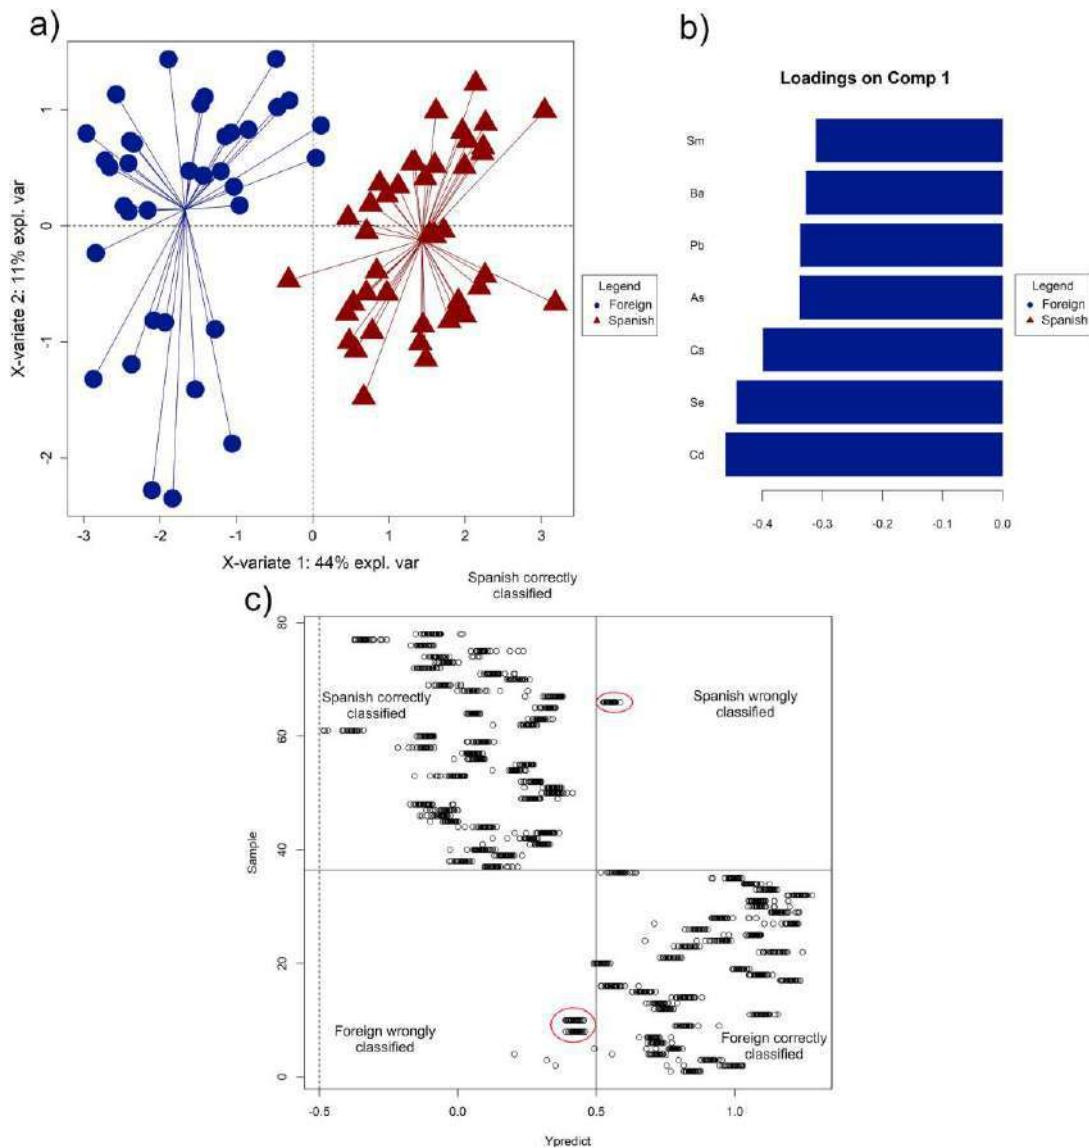 a)
1
0
-1
-2
X-variate 2: 11% expl. var
-3
-2
-1
0
1
2
3
X-variate 1: 44% expl. var
Legend
Foreign
Spanish
b)
Loadings on Comp 1
Sm
Ba
Pb
As
Cs
Se
Cd
-0.4
-0.3
-0.2
-0.1
0.0
Legend
Foreign
Spanish
Spanish correctly
classified
c)
80
60
40
20
0
Sample
Spanish correctly
classified
Spanish wrongly
classified
Foreign wrongly
classified
Foreign correctly
classified
-0.5
0.0
0.5
1.0
Ypredict